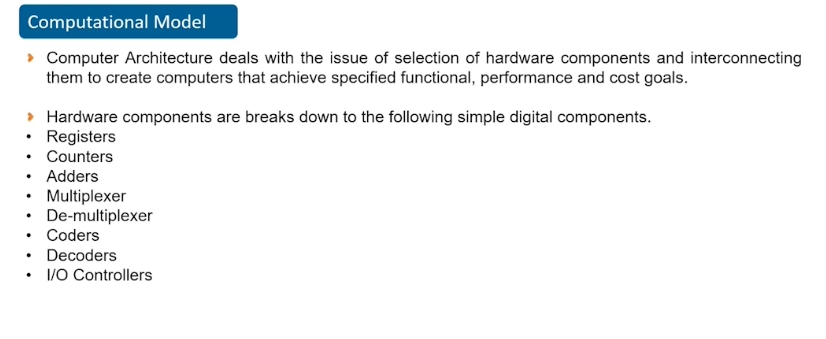 Computational Model
Computer Architecture deals with the issue of selection of hardware components and interconnecting
them to create computers that achieve specified functional, performance and cost goals.
Hardware components are breaks down to the following simple digital components.
• Registers
• Counters
• Adders
• Multiplexer
• De-multiplexer
• Coders
• Decoders
• I/O Controllers